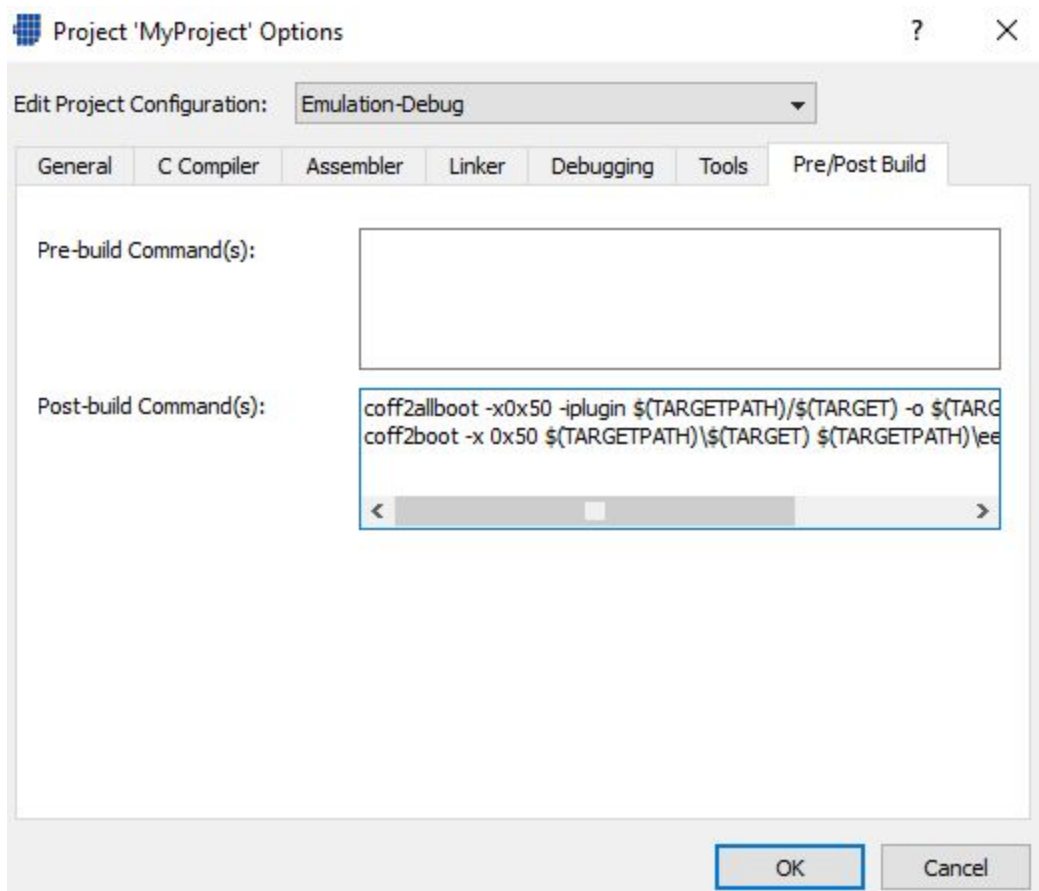 Project 'MyProject' Options
Edit Project Configuration: Emulation-Debug
General C Compiler Assembler Linker Debugging Tools Pre/Post Build
Pre-build Command(s):
Post-build Command(s):
coff2allboot -x0x50 -iplugin $(TARGETPATH)/$(TARGET) -o $(TARG
coff2boot -x 0x50 $(TARGETPATH)\$(TARGET) $(TARGETPATH)\ee
OK Cancel